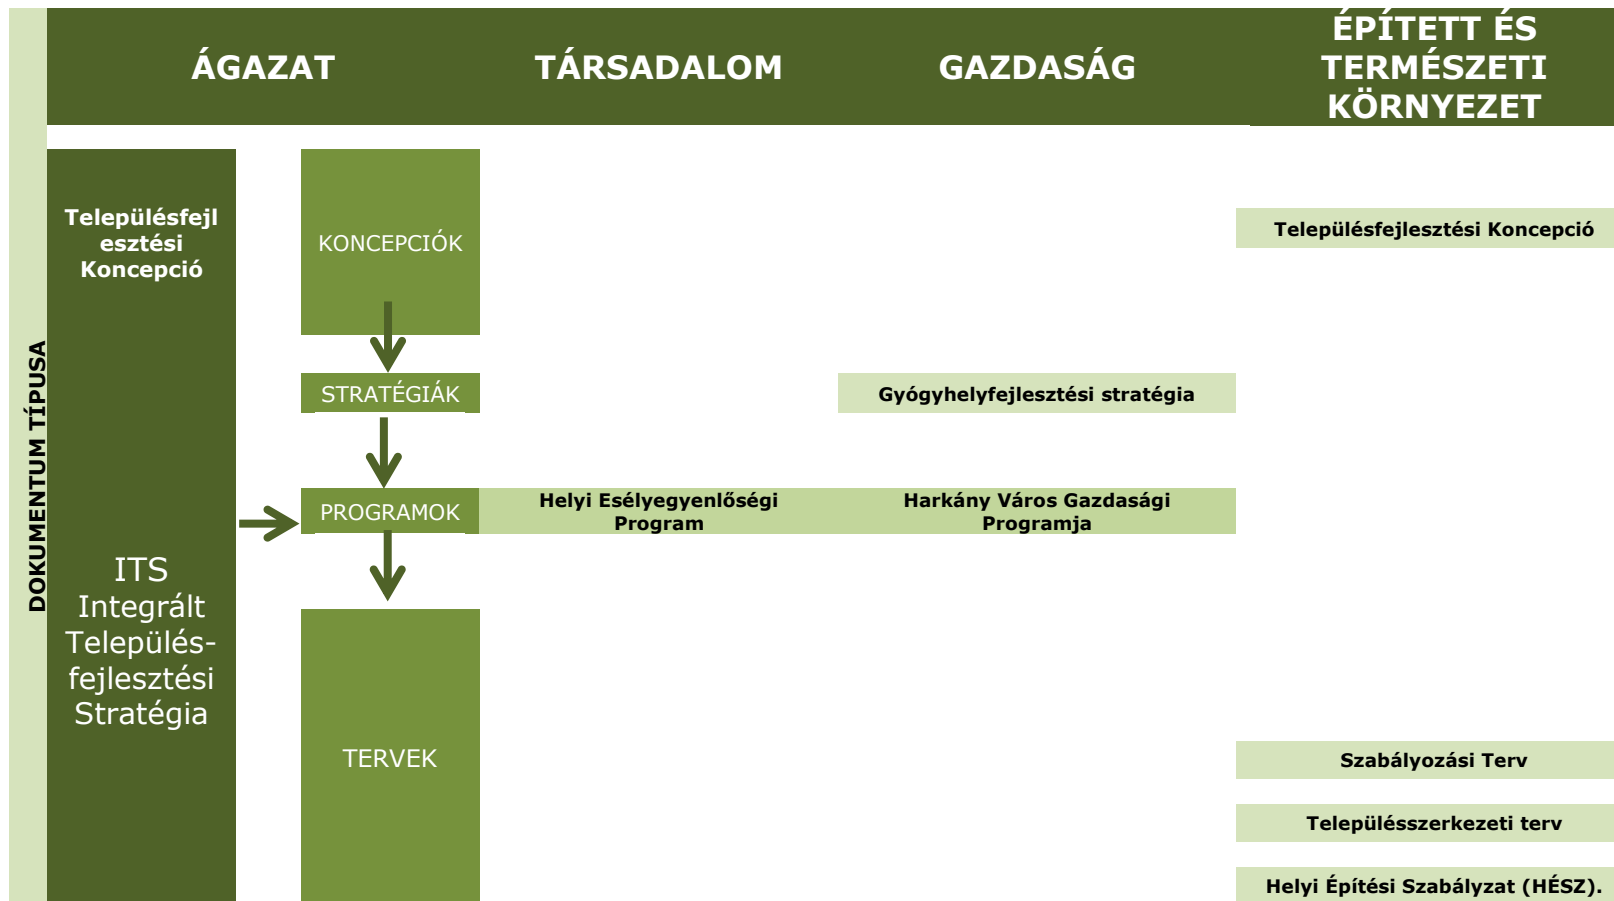 ÁGAZAT
TÁRSADALOM
GAZDASÁG
ÉPÍTETT ÉS
TERMÉSZETI
KÖRNYEZET
DOKUMENTUM TÍPUSA
Településfejl
esztési
Koncepció
KONCEPCIÓK
Településfejlesztési Koncepció
STRATÉGIÁK
Gyógyhelyfejlesztési stratégia
PROGRAMOK
Helyi Esélyegyenlőségi
Program
Harkány Város Gazdasági
Programja
ITS
Integrált
Település-
fejlesztési
Stratégia
TERVEK
Szabályozási Terv
Településszerkezeti terv
Helyi Építési Szabályzat (HÉSZ).